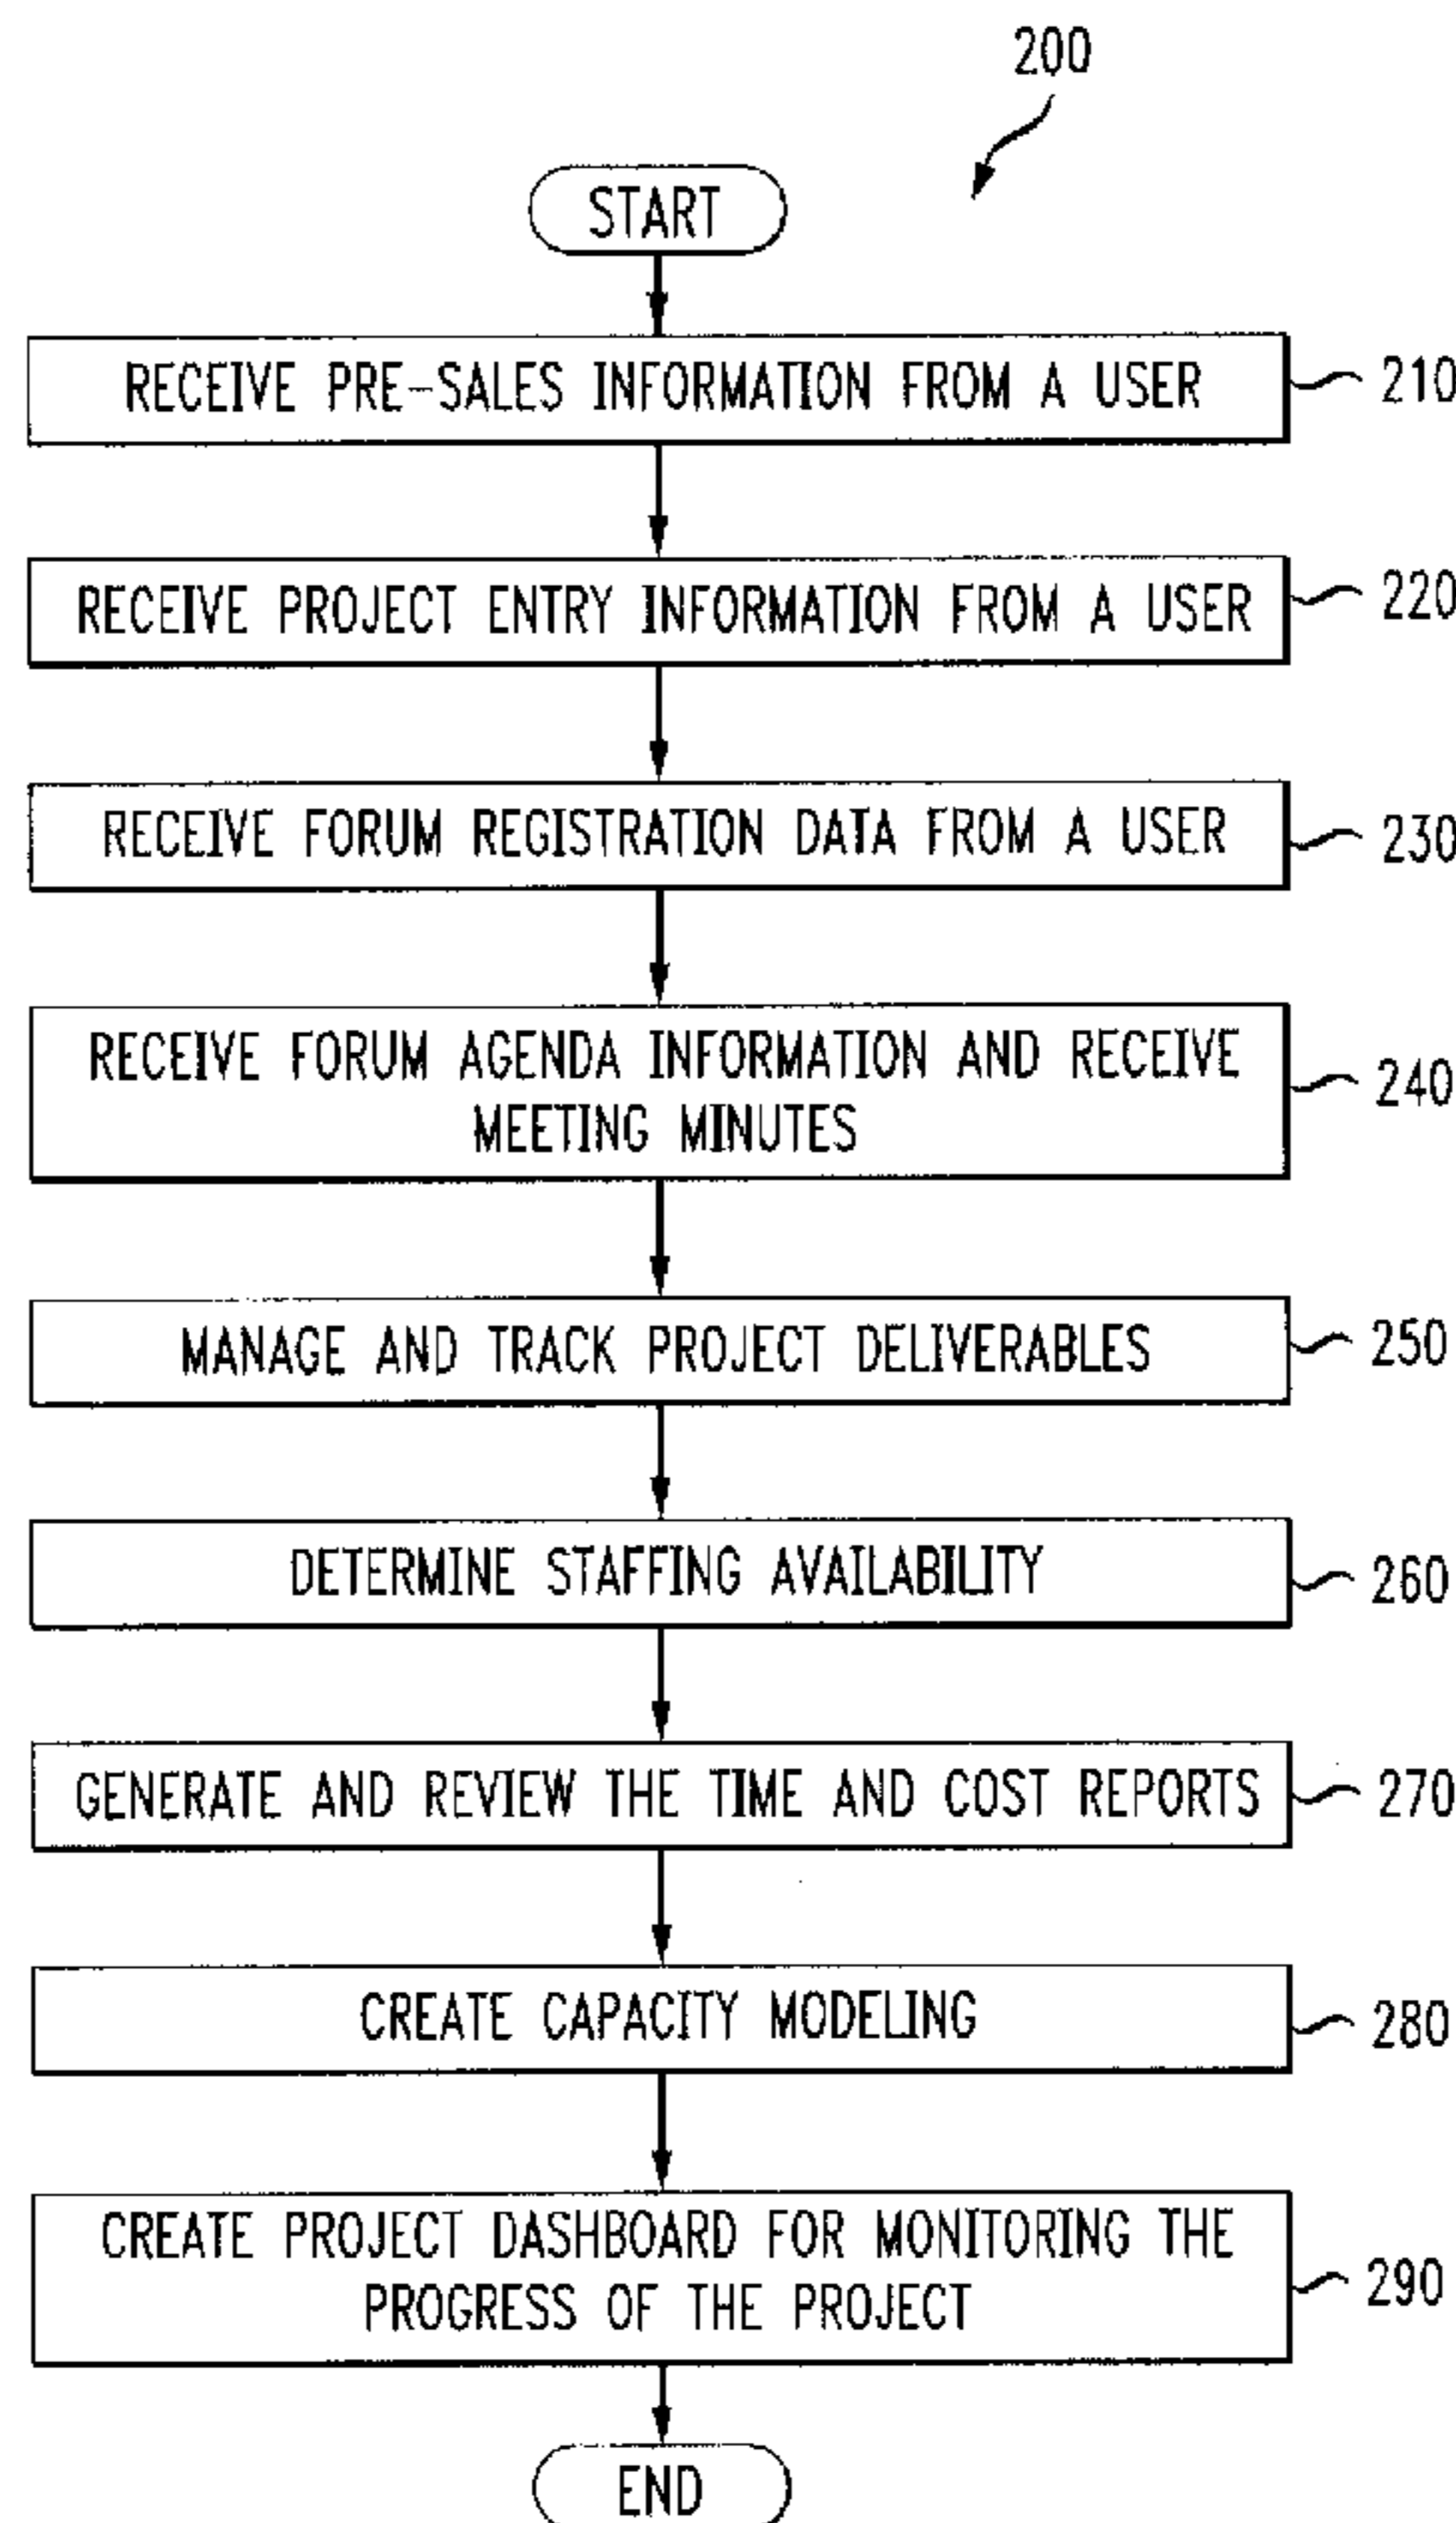 200
START
RECEIVE PRE-SALES INFORMATION FROM A USER
210
RECEIVE PROJECT ENTRY INFORMATION FROM A USER
220
RECEIVE FORUM REGISTRATION DATA FROM A USER
230
RECEIVE FORUM AGENDA INFORMATION AND RECEIVE
MEETING MINUTES
240
MANAGE AND TRACK PROJECT DELIVERABLES
250
DETERMINE STAFFING AVAILABILITY
260
GENERATE AND REVIEW THE TIME AND COST REPORTS
270
CREATE CAPACITY MODELING
280
CREATE PROJECT DASHBOARD FOR MONITORING THE
PROGRESS OF THE PROJECT
290
END